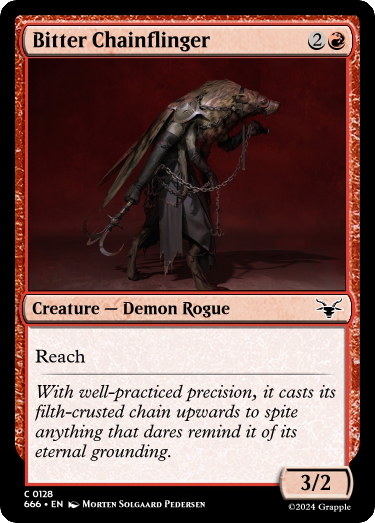 Bitter Chainflinger 2
Creature — Demon Rogue
Reach
With well-practiced precision, it casts its
filth-crusted chain upwards to spite
anything that dares remind it of its
eternal grounding.
3/2
C 0128
666 • EN Morten Solgaard Pedersen
©2024 Grapple